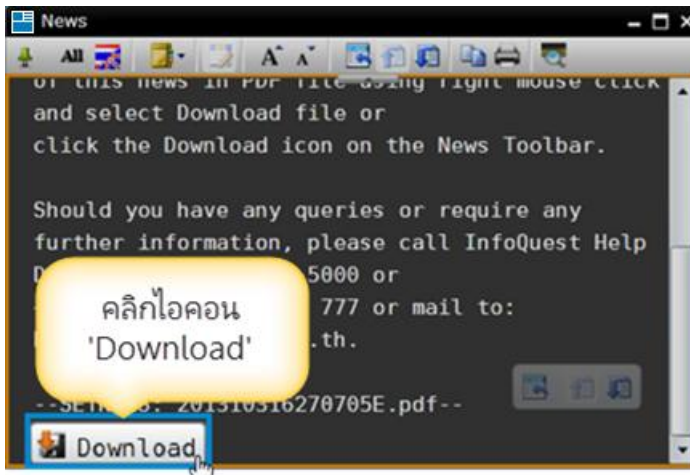 News
All
of this news in PDF file using right mouse click
and select Download file or
click the Download icon on the News Toolbar.
Should you have any queries or require any
further information, please call InfoQuest Help
5000 or
777 or mail to:
.th.
คลิกไอคอน
'Download'
201310316270705E.pdf--
Download